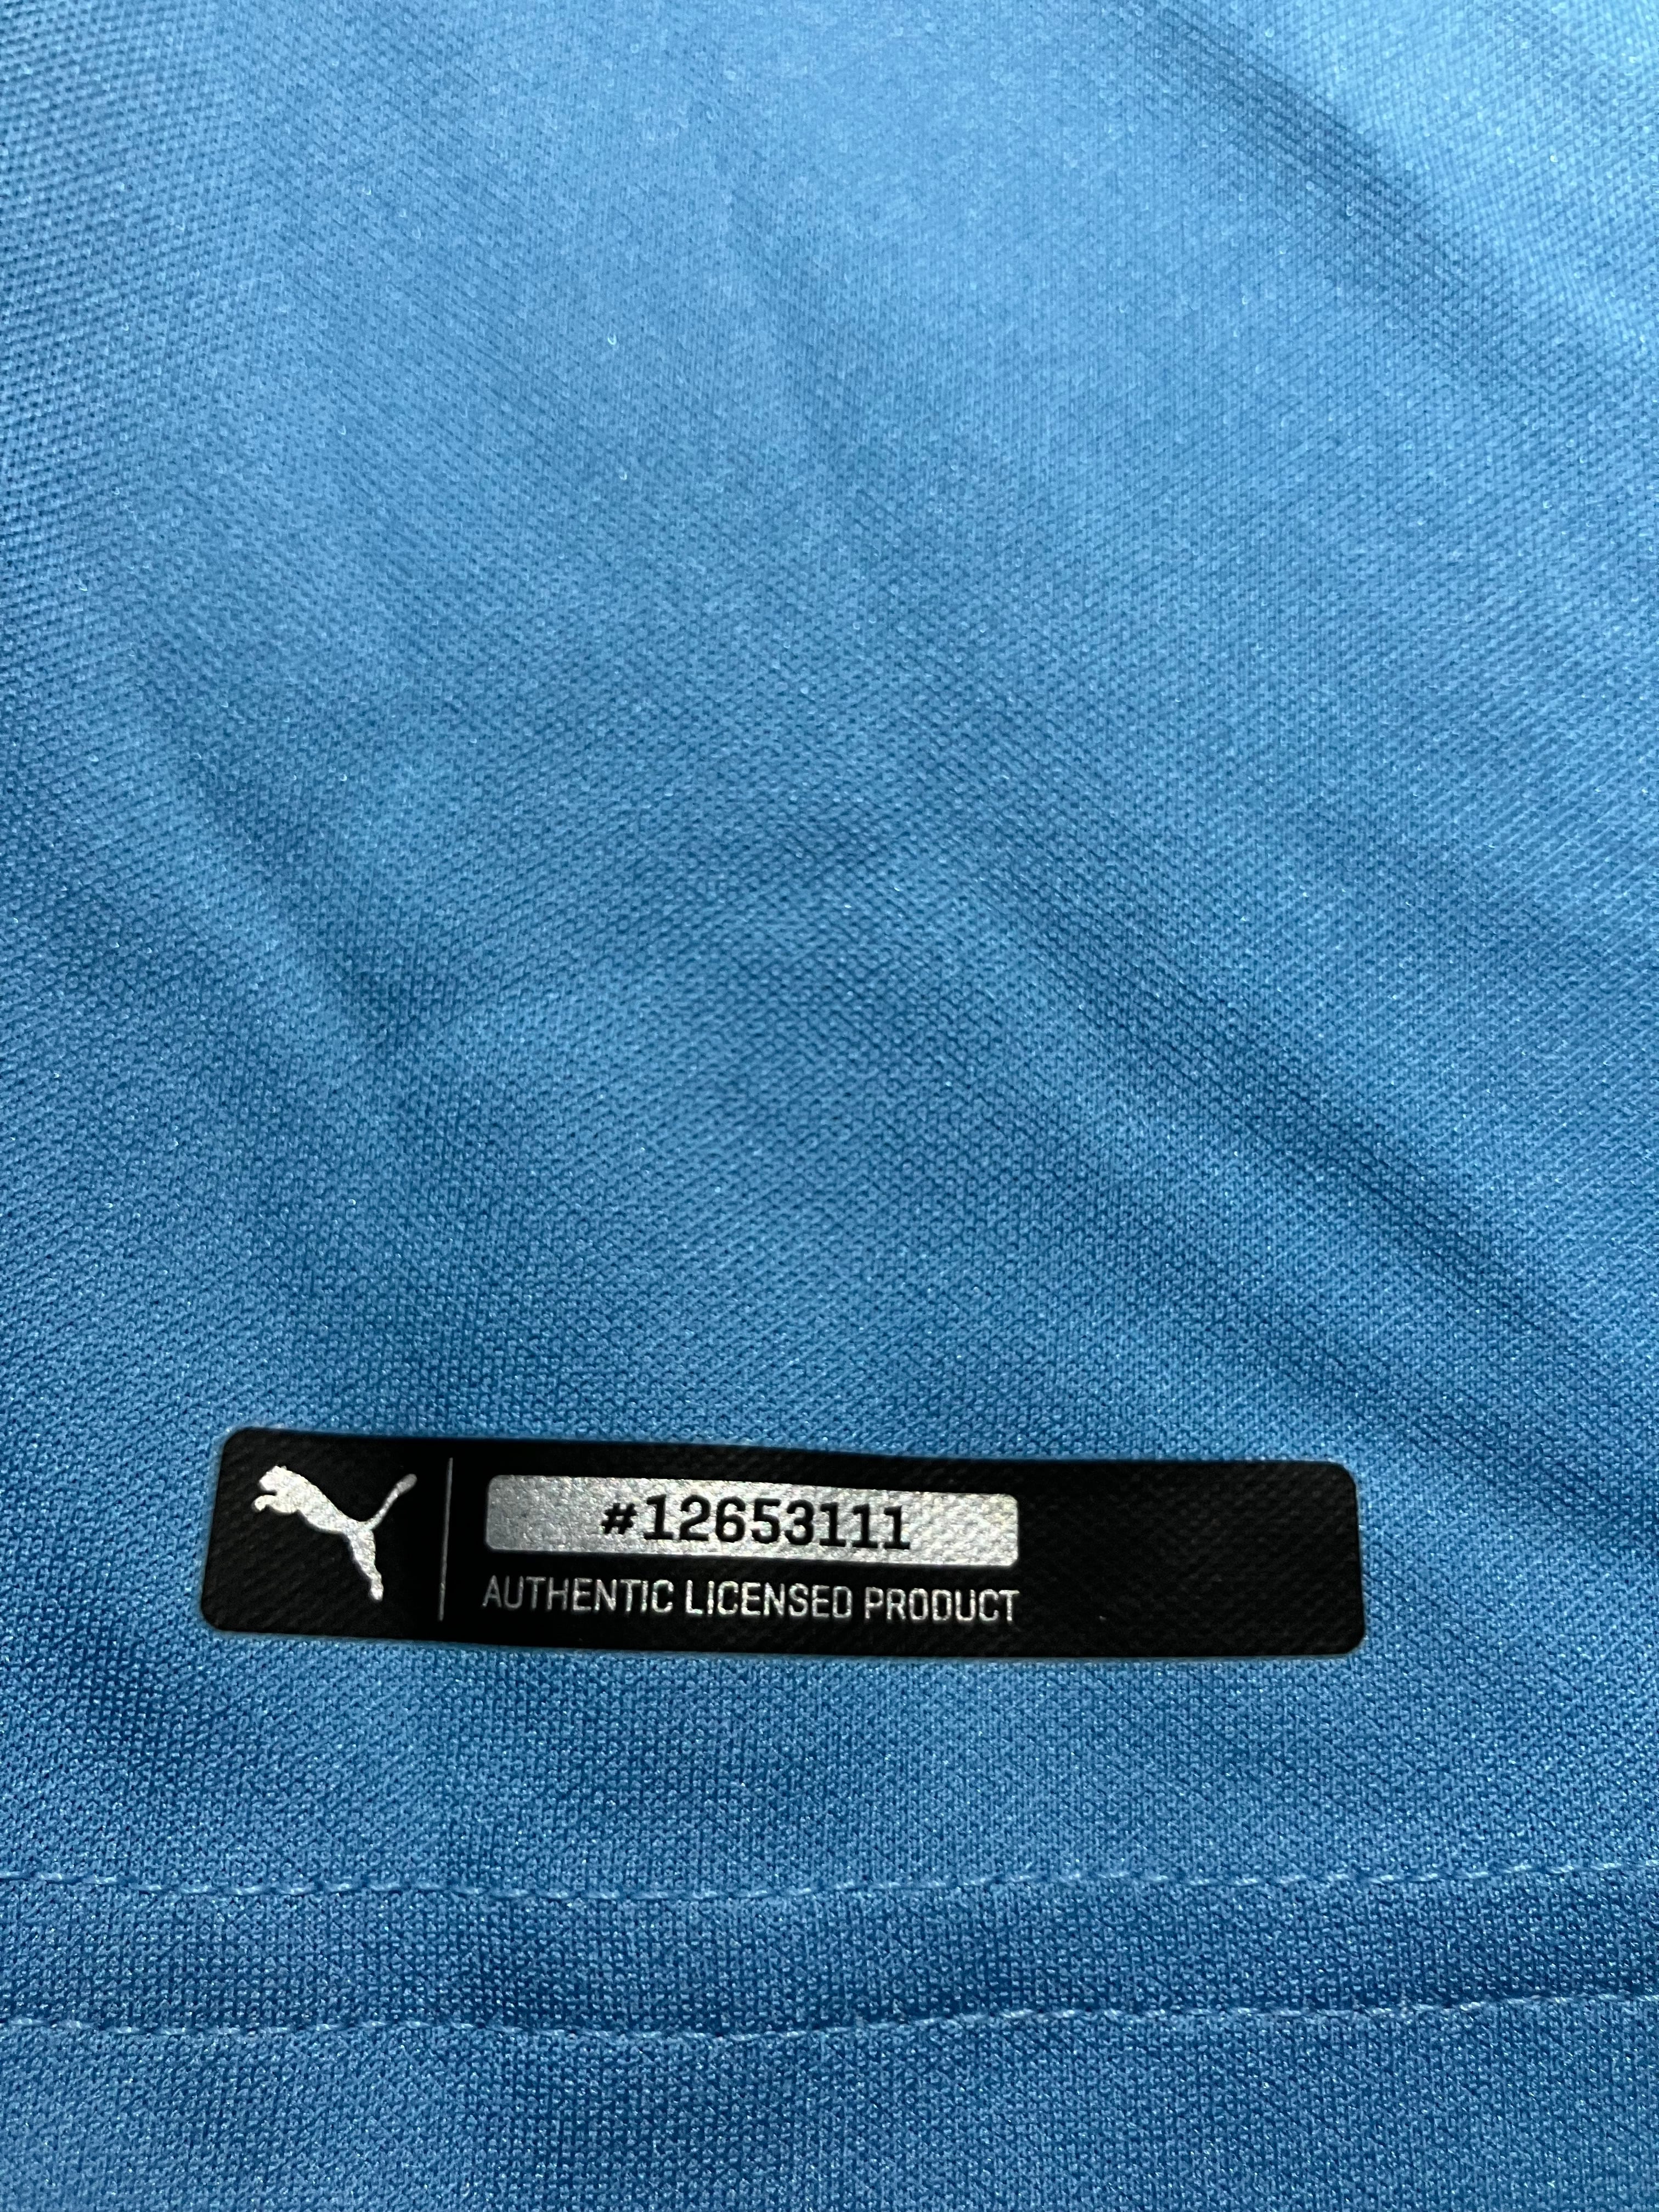 #12653111
AUTHENTIC LICENSED PRODUCT